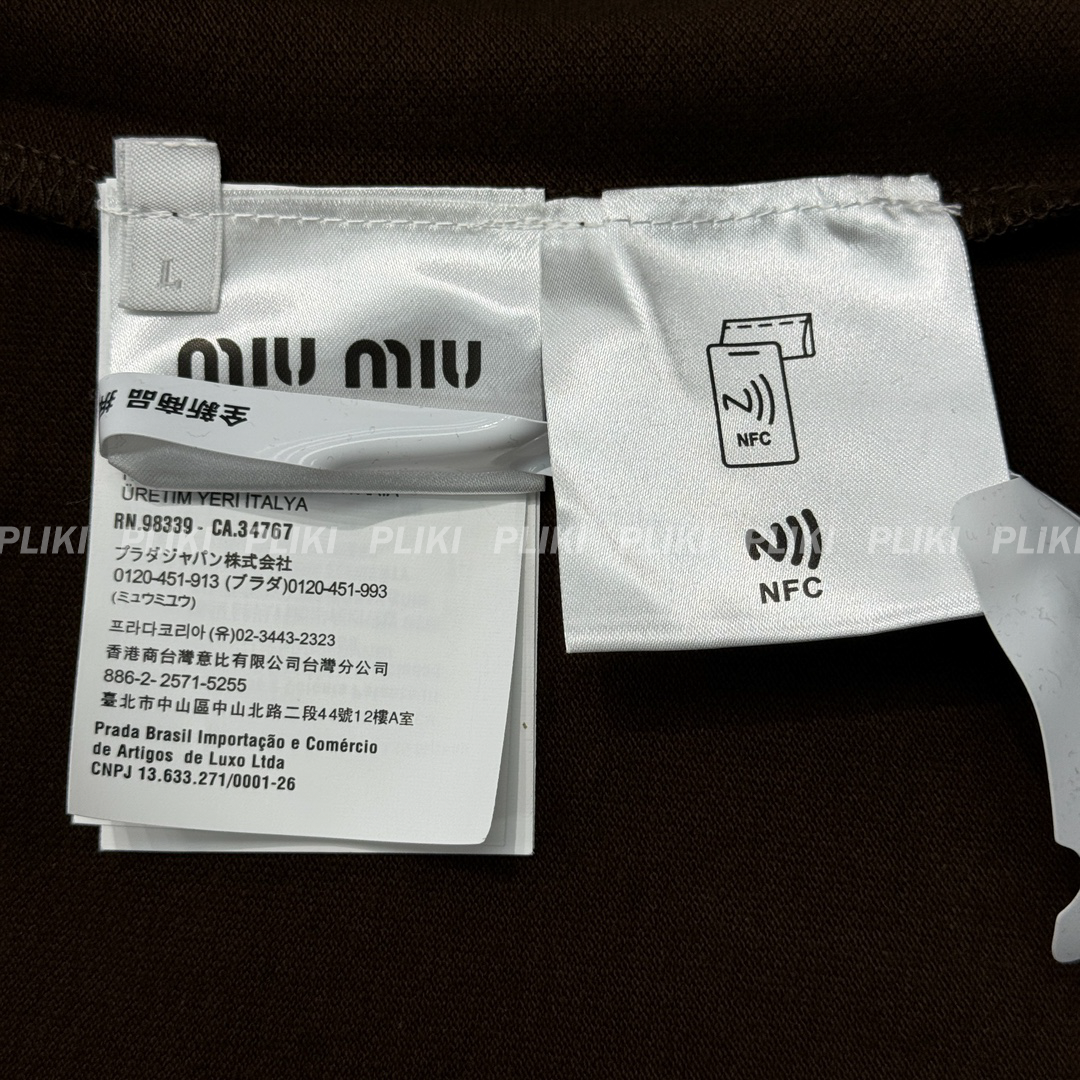 L
miu miu
全新商品
ÜRETIM YERI ITALYA
RN.98339 - CA.34767
プラダジャパン株式会社
0120-451-913 (プラダ)0120-451-993
(ミュウミュウ)
프라다코리아(유)02-3443-2323
香港商台灣意比有限公司台灣分公司
886-2- 2571-5255
臺北市中山區中山北路二段44號12樓A室
Prada Brasil Importação e Comércio
de Artigos de Luxo Ltda
CNPJ 13.633.271/0001-26
NFC
NFC
PLIKI PLIKI PLIKI PLIKI PLIKI PLIKI PLIKI PLIKI PLIKI